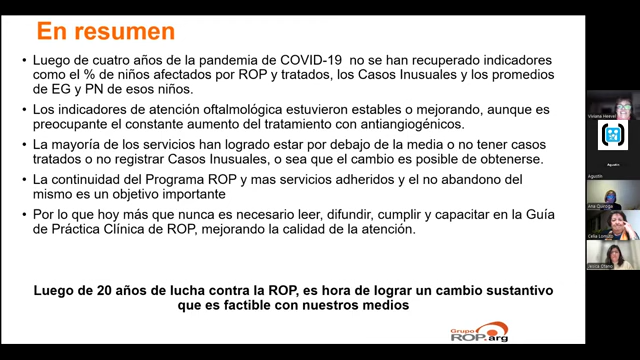 En resumen
• Luego de cuatro años de la pandemia de COVID-19 no se han recuperado indicadores
como el % de niños afectados por ROP y tratados, los Casos Inusuales y los promedios
de EG y PN de esos niños.
• Los indicadores de atención oftalmológica estuvieron estables o mejorando, aunque es
preocupante el constante aumento del tratamiento con antiangiogénicos.
• La mayoría de los servicios han logrado estar por debajo de la media o no tener casos
tratados o no registrar Casos Inusuales, o sea que el cambio es posible de obtenerse.
• La continuidad del Programa ROP y mas servicios adheridos y el no abandono del
mismo es un objetivo importante
• Por lo que hoy más que nunca es necesario leer, difundir, cumplir y capacitar en la Guía
de Práctica Clínica de ROP, mejorando la calidad de la atención.
Luego de 20 años de lucha contra la ROP, es hora de lograr un cambio sustantivo
que es factible con nuestros medios
Grupo
ROP.arg
Viviana
Agustin
Agustin
Ana Quiroga
Celia Lomuto